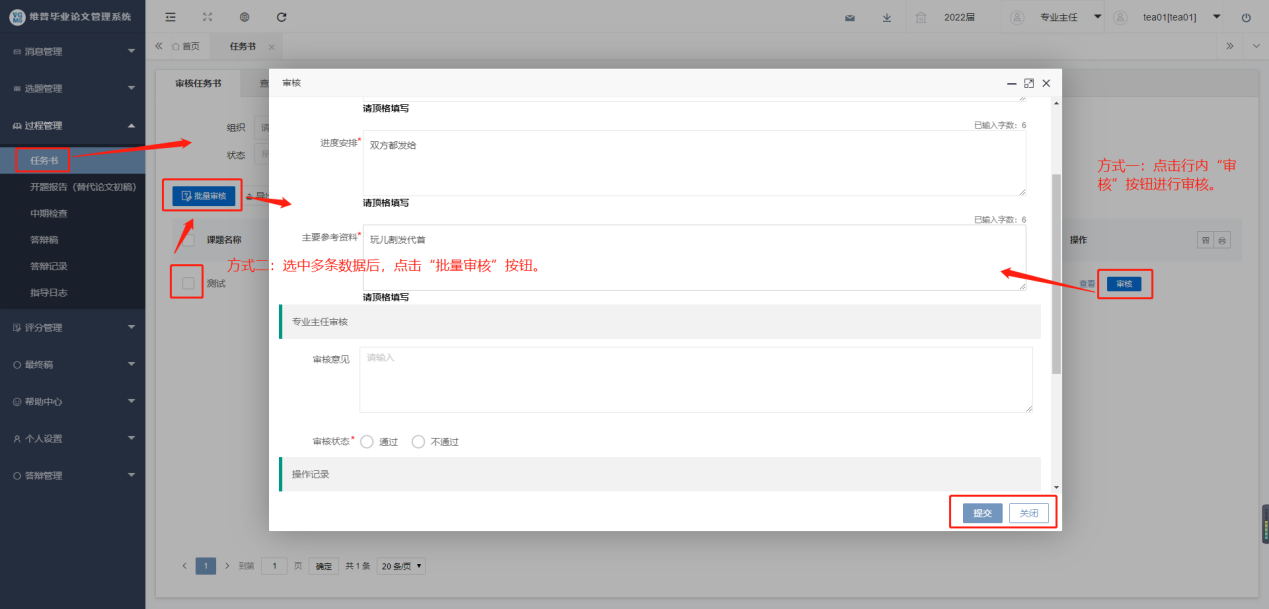 维普毕业论文管理系统
2022届
专业主任
tea01[tea01]
消息管理
选题管理
过程管理
任务书
开题报告（替代论文初稿）
中期检查
答辩稿
答辩记录
指导日志
评分管理
最终稿
帮助中心
个人设置
答辩管理
首页
任务书
审核任务书
查
组织
请
状态
批量审核
导
课题名称
操作
测试
查看
审核
审核
请顶格填写
已输入字数：6
进度安排*
双方都发给
请顶格填写
已输入字数：6
主要参考资料*
玩儿割发代首
请顶格填写
专业主任审核
审核意见
请输入
审核状态*
通过
不通过
操作记录
提交
关闭
方式一：点击行内“审
核”按钮进行审核。
方式二：选中多条数据后，点击“批量审核”按钮。
1
到第
1
页
确定
共 1 条
20 条/页